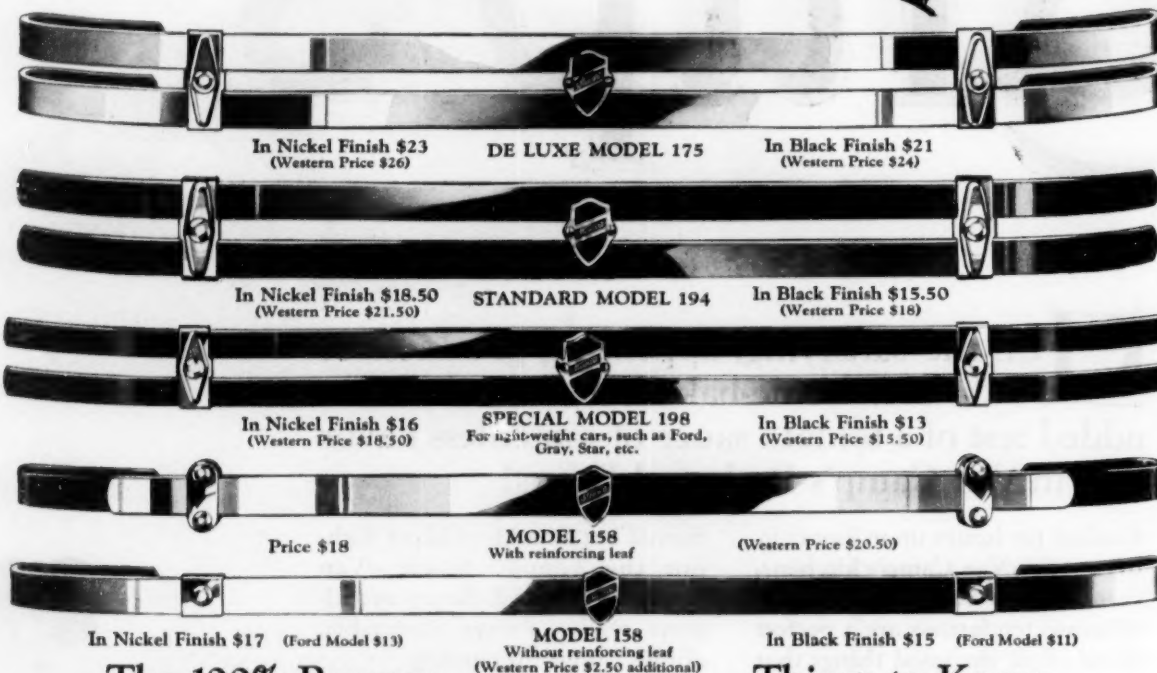 In Nickel Finish $23
(Western Price $26)
DE LUXE MODEL 175
In Black Finish $21
(Western Price $24)
In Nickel Finish $18.50
(Western Price $21.50)
STANDARD MODEL 194
In Black Finish $15.50
(Western Price $18)
In Nickel Finish $16
(Western Price $18.50)
SPECIAL MODEL 198
For light-weight cars, such as Ford,
Gray, Star, etc.
In Black Finish $13
(Western Price $15.50)
Price $18
MODEL 158
With reinforcing leaf
(Western Price $20.50)
In Nickel Finish $17 (Ford Model $13)
MODEL 158
Without reinforcing leaf
(Western Price $2.50 additional)
In Black Finish $15 (Ford Model $11)